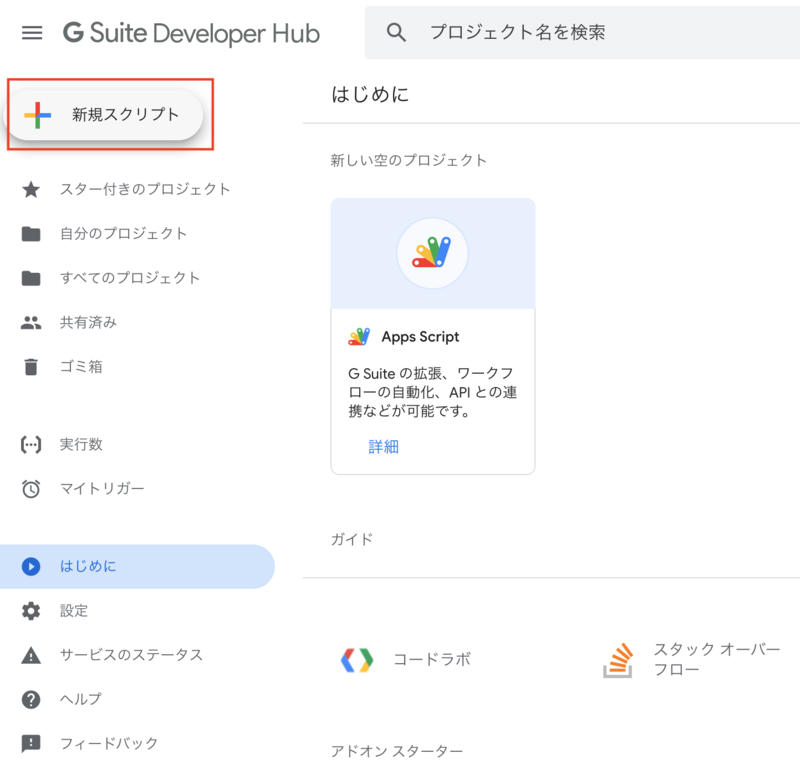 G Suite Developer Hub
プロジェクト名を検索
新規スクリプト
スター付きのプロジェクト
自分のプロジェクト
すべてのプロジェクト
共有済み
ゴミ箱
実行数
マイトリガー
はじめに
設定
サービスのステータス
ヘルプ
フィードバック
はじめに
新しい空のプロジェクト
Apps Script
G Suite の拡張、ワークフ
ローの自動化、API との連
携などが可能です。
詳細
ガイド
コードラボ
スタック オーバー
フロー
アドオン スターター